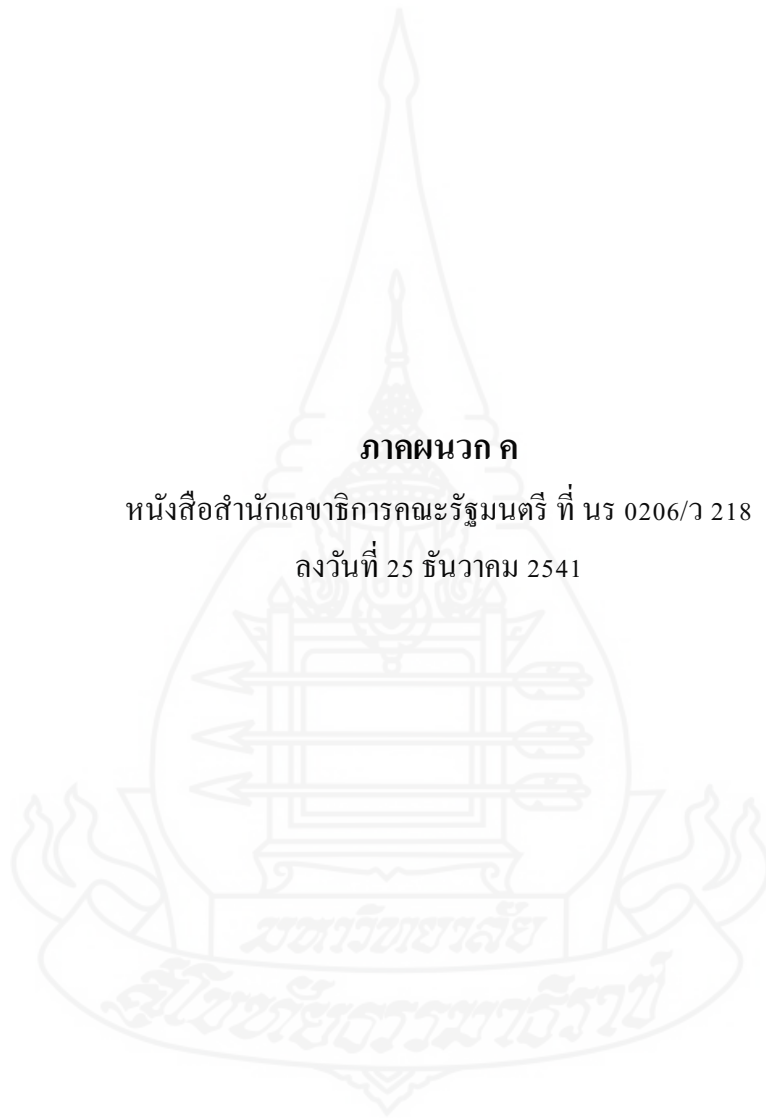 ภาคผนวก ค
หนังสือสำนักเลขาธิการคณะรัฐมนตรี ที่ นร 0206/ว 218
ลงวันที่ 25 ธันวาคม 2541
มหาวิทยาลัย
สุโขทัยธรรมาธิราช